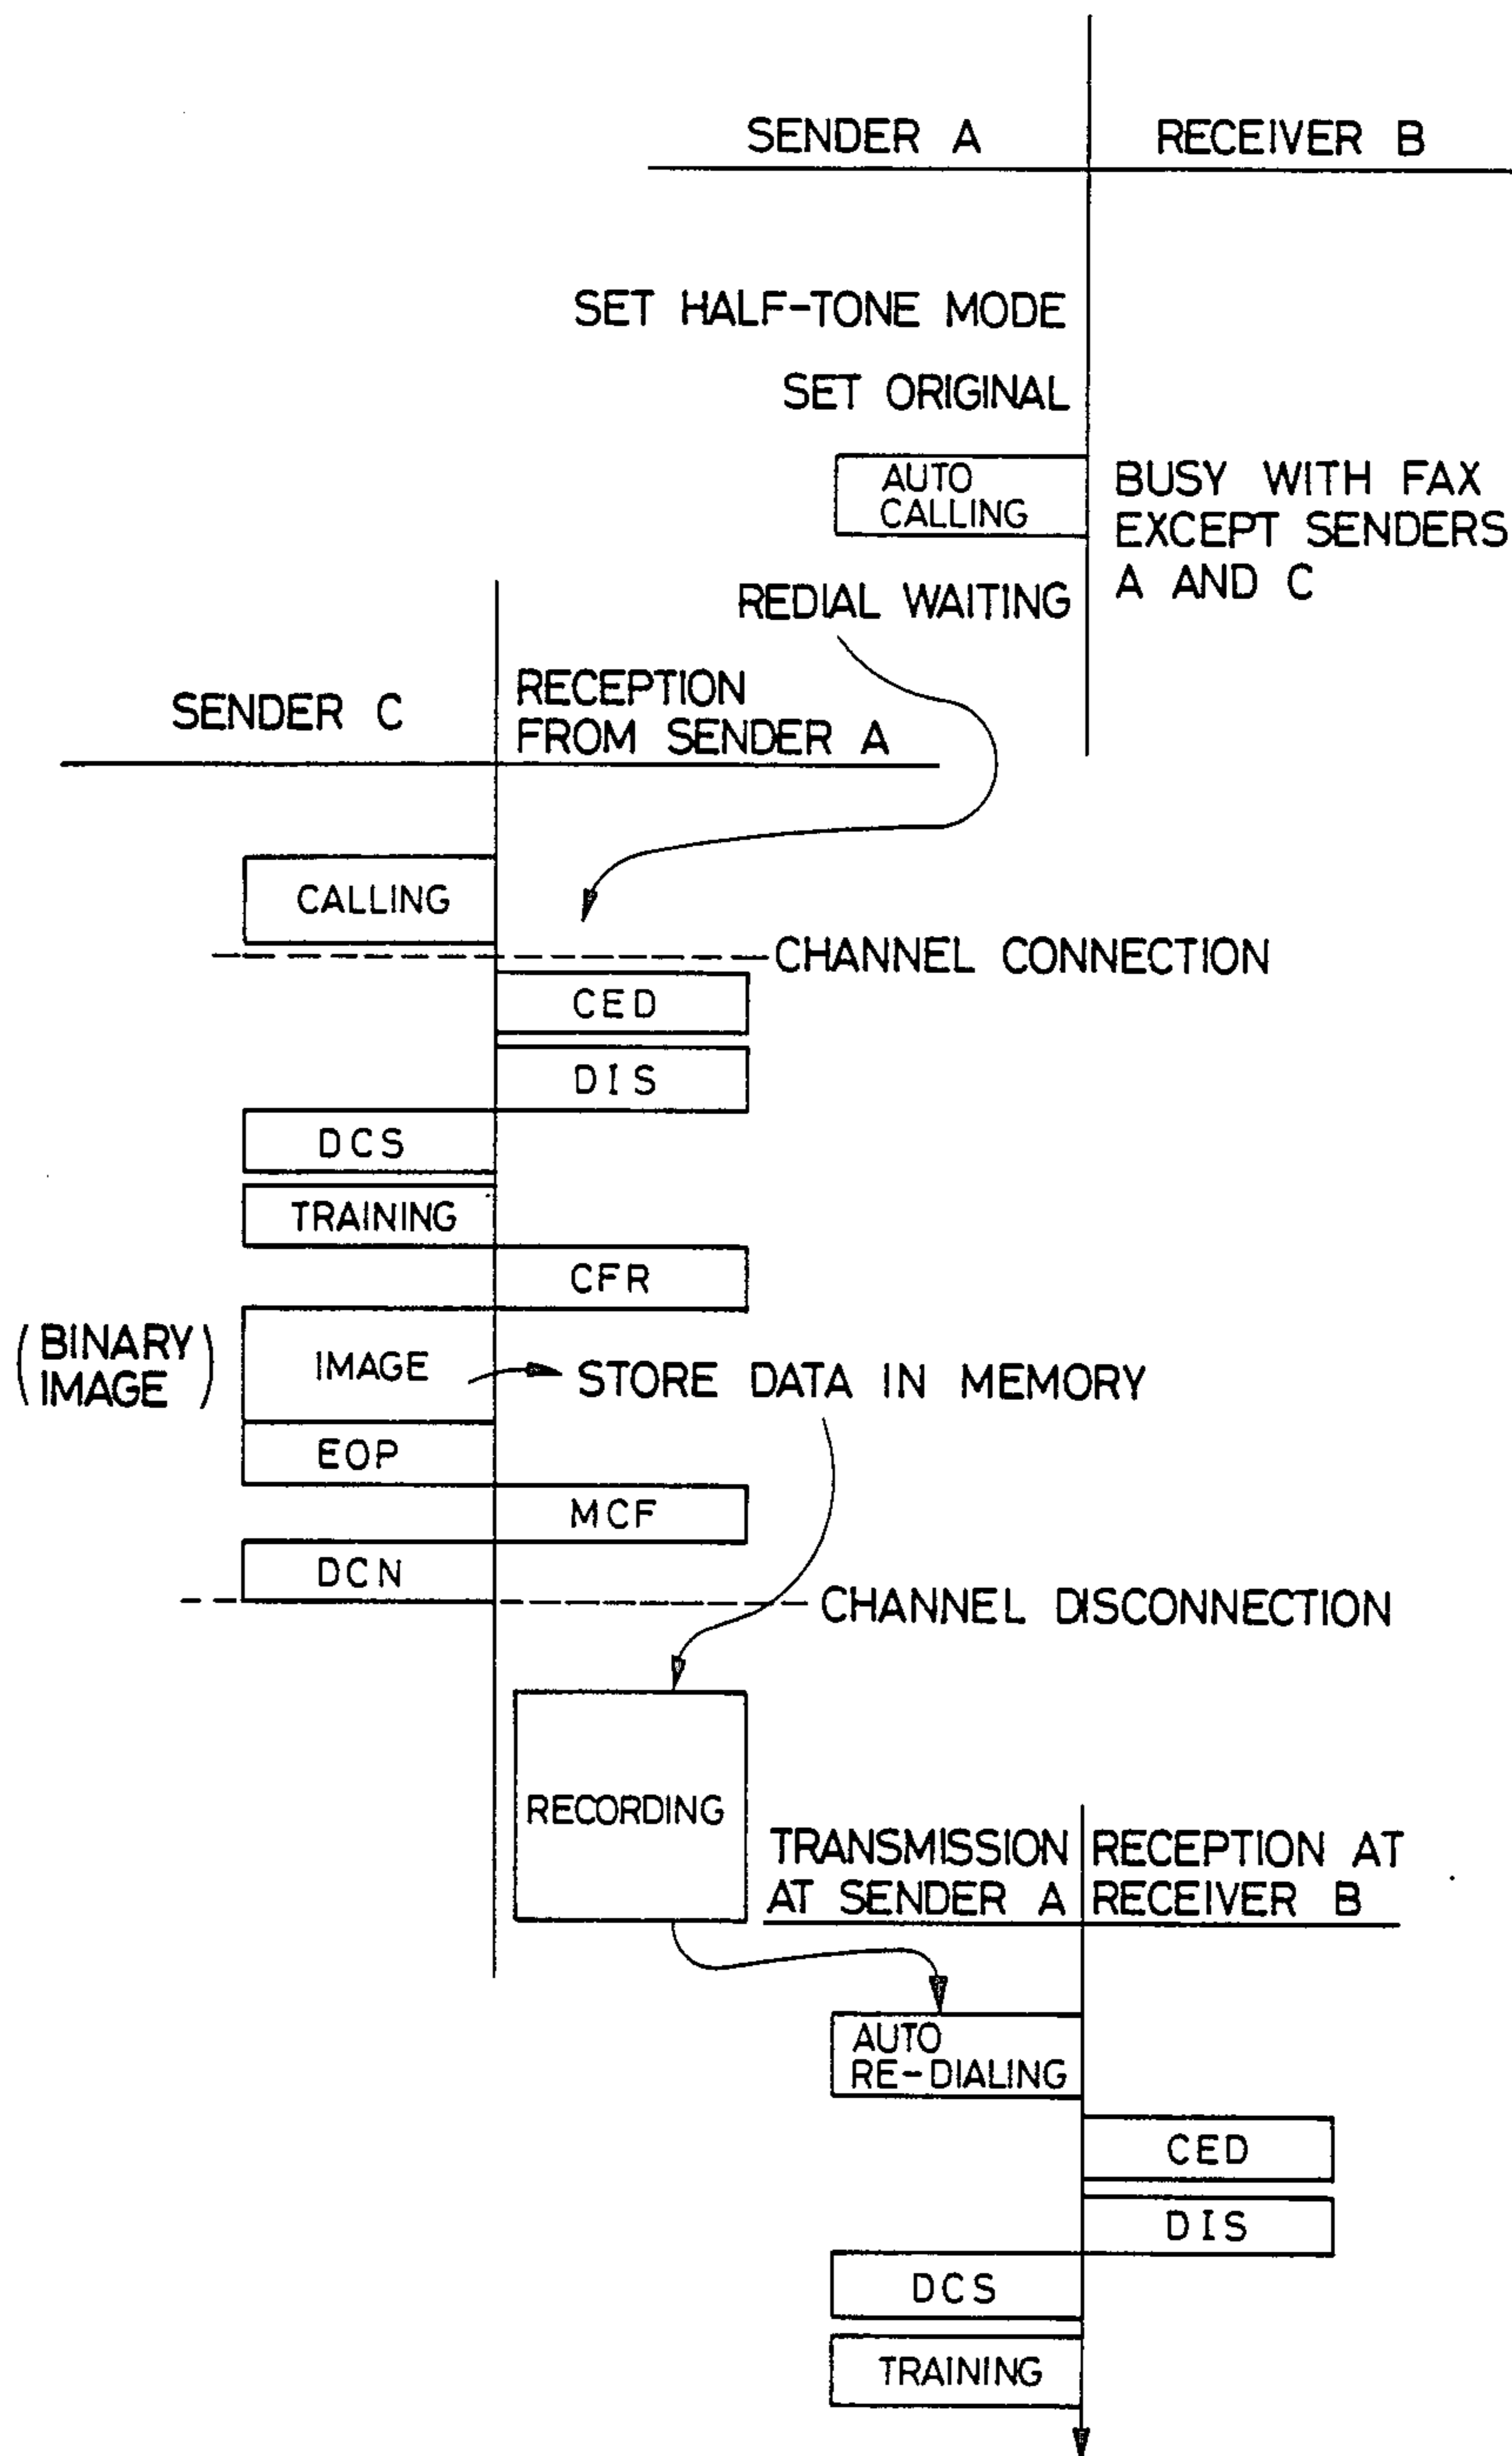 SENDER A
RECEIVER B
SET HALF-TONE MODE
SET ORIGINAL
AUTO
CALLING
BUSY WITH FAX
EXCEPT SENDERS
A AND C
REDIAL WAITING
SENDER C
RECEPTION
FROM SENDER A
CALLING
CHANNEL CONNECTION
CED
DIS
DCS
TRAINING
CFR
(BINARY
IMAGE)
IMAGE
STORE DATA IN MEMORY
EOP
MCF
DCN
CHANNEL DISCONNECTION
RECORDING
TRANSMISSION
AT SENDER A
RECEPTION AT
RECEIVER B
AUTO
RE-DIALING
CED
DIS
DCS
TRAINING